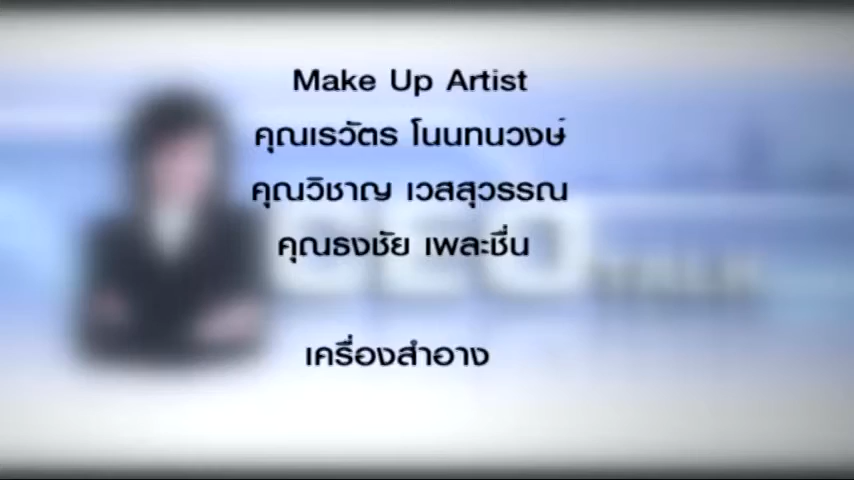 Make Up Artist
คุณเรวัตร โนนทนวงษ์
คุณวิชาญ เวสสุวรรณ
คุณธงชัย เพละชื่น
CEO
เครื่องสำอาง